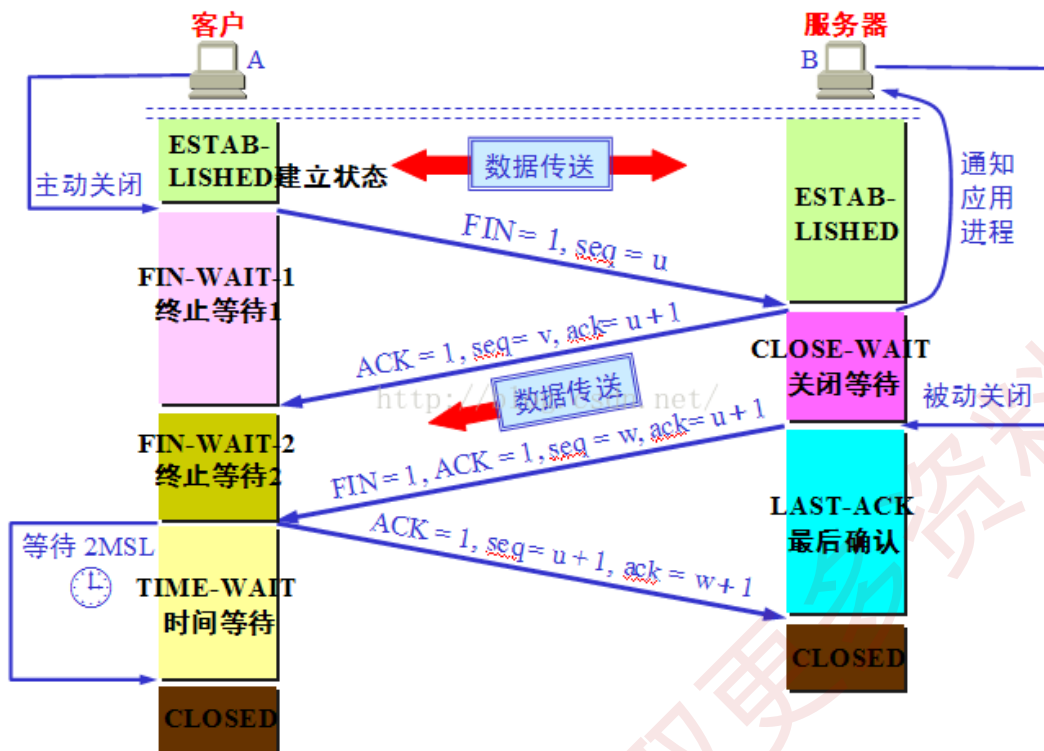 客户
服务器
A
B
ESTAB-
LISHED建立状态
数据传送
主动关闭
ESTAB-
LISHED
通知
应用
进程
FIN = 1, seq = u
FIN-WAIT-1
终止等待1
ACK = 1, seq= v, ack= u + 1
CLOSE-WAIT
关闭等待
数据传送
被动关闭
FIN-WAIT-2
终止等待2
FIN = 1, ACK = 1, seq = w, ack= u + 1
LAST-ACK
最后确认
等待 2MSL
ACK = 1, seq= u + 1, ack = w + 1
TIME-WAIT
时间等待
CLOSED
CLOSED
更多资料